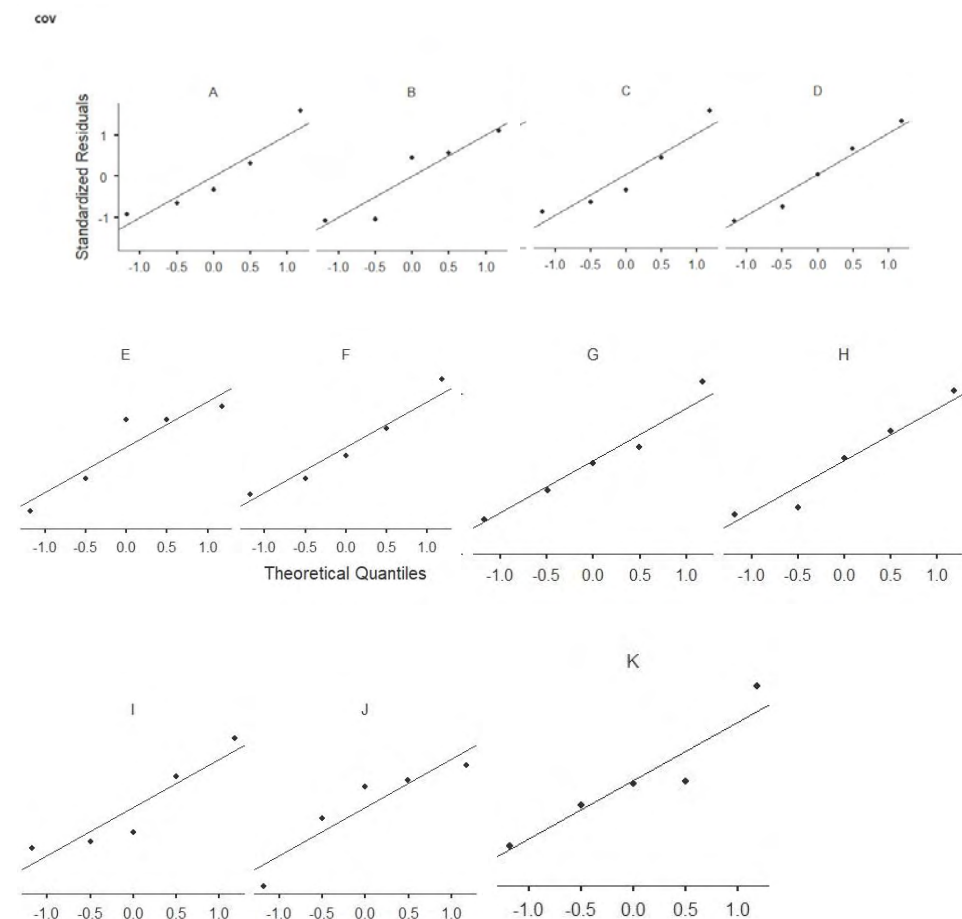 cov
A B C D
Standardized Residuals
1
0
-1
-1.0 -0.5 0.0 0.5 1.0 -1.0 -0.5 0.0 0.5 1.0 -1.0 -0.5 0.0 0.5 1.0 -1.0 -0.5 0.0 0.5 1.0
E F G H
-1.0 -0.5 0.0 0.5 1.0 -1.0 -0.5 0.0 0.5 1.0 -1.0 -0.5 0.0 0.5 1.0 -1.0 -0.5 0.0 0.5 1.0
Theoretical Quantiles
K
I J
-1.0 -0.5 0.0 0.5 1.0 -1.0 -0.5 0.0 0.5 1.0 -1.0 -0.5 0.0 0.5 1.0